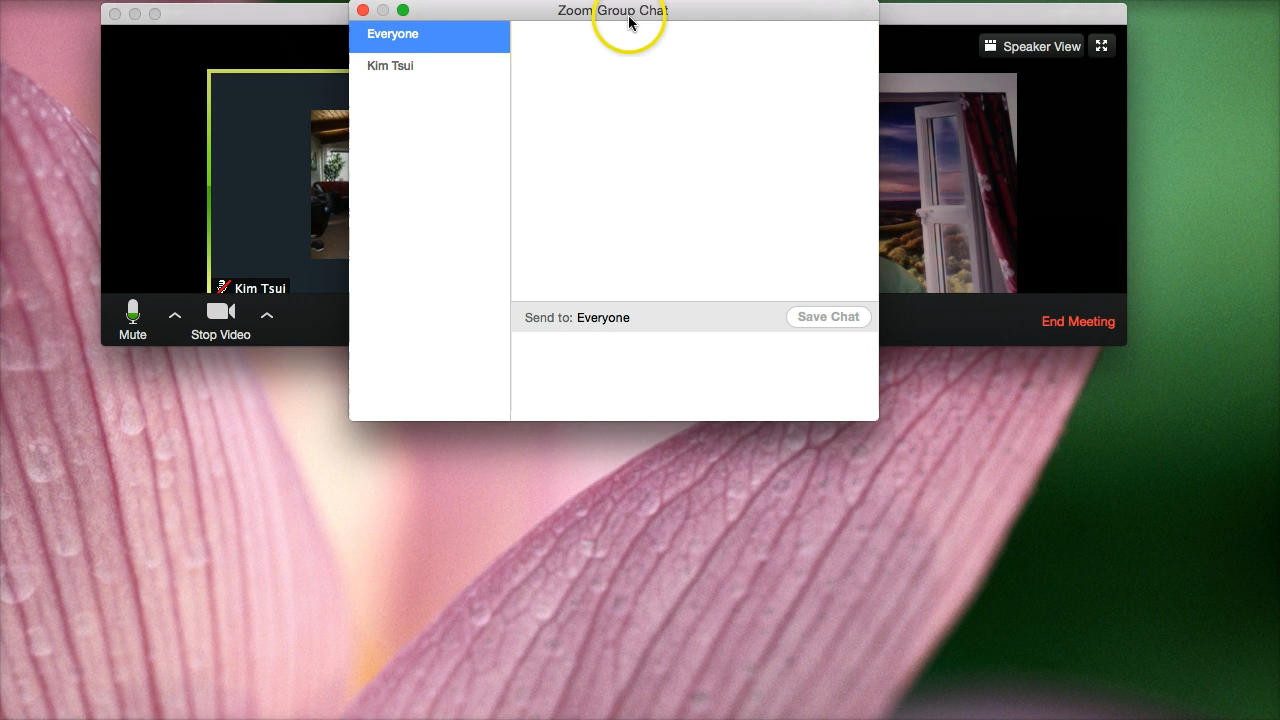 Zoom Group Chat
Everyone
Kim Tsui
Speaker View
Kim Tsui
Send to: Everyone
Save Chat
Mute
Stop Video
End Meeting